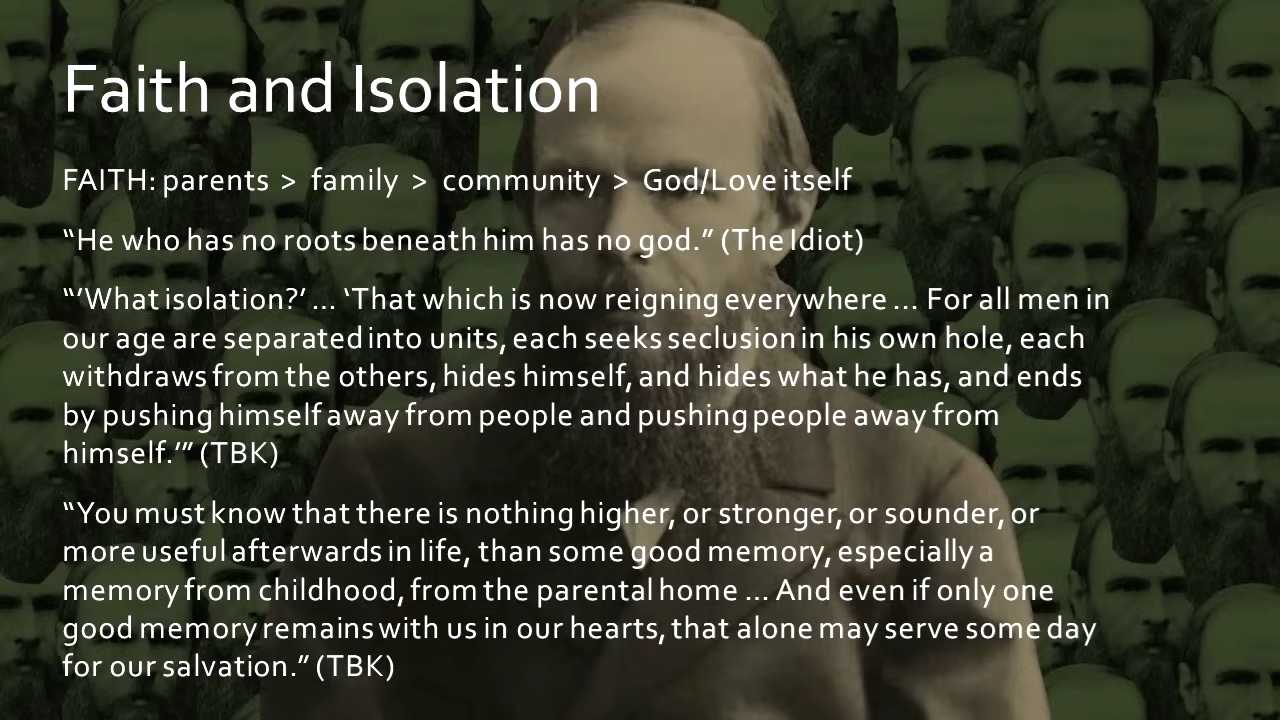 Faith and Isolation
FAITH: parents > family > community > God/Love itself
“He who has no roots beneath him has no god.” (The Idiot)
“’What isolation?’ … ‘That which is now reigning everywhere … For all men in
our age are separated into units, each seeks seclusion in his own hole, each
withdraws from the others, hides himself, and hides what he has, and ends
by pushing himself away from people and pushing people away from
himself.’” (TBK)
“You must know that there is nothing higher, or stronger, or sounder, or
more useful afterwards in life, than some good memory, especially a
memory from childhood, from the parental home … And even if only one
good memory remains with us in our hearts, that alone may serve some day
for our salvation.” (TBK)